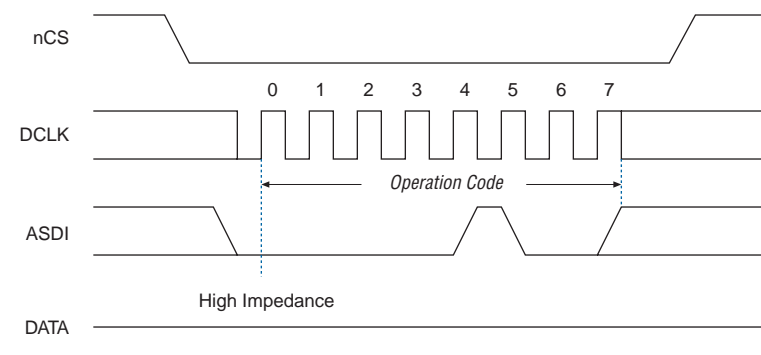 nCS
0 1 2 3 4 5 6 7
DCLK
Operation Code
ASDI
High Impedance
DATA